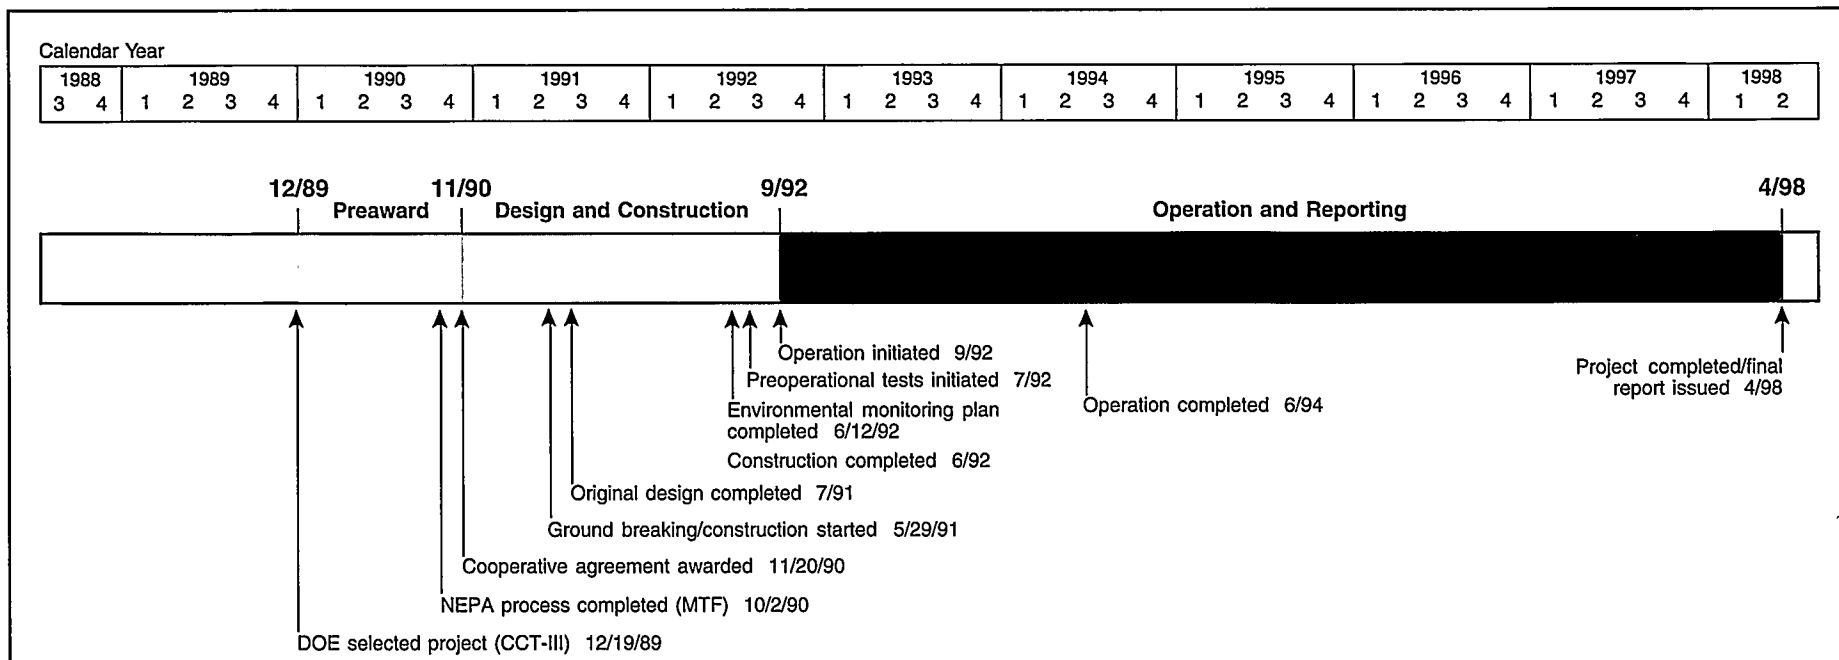 Calendar Year
1988 1989 1990 1991 1992 1993 1994 1995 1996 1997 1998
3 4 1 2 3 4 1 2 3 4 1 2 3 4 1 2 3 4 1 2 3 4 1 2 3 4 1 2 3 4 1 2 3 4 1 2 3 4 1 2
12/89 11/90 9/92 4/98
Preaward Design and Construction Operation and Reporting
Operation initiated 9/92
Preoperational tests initiated 7/92
Environmental monitoring plan
completed 6/12/92
Construction completed 6/92
Original design completed 7/91
Ground breaking/construction started 5/29/91
Cooperative agreement awarded 11/20/90
NEPA process completed (MTF) 10/2/90
DOE selected project (CCT-III) 12/19/89
Operation completed 6/94
Project completed/final
report issued 4/98